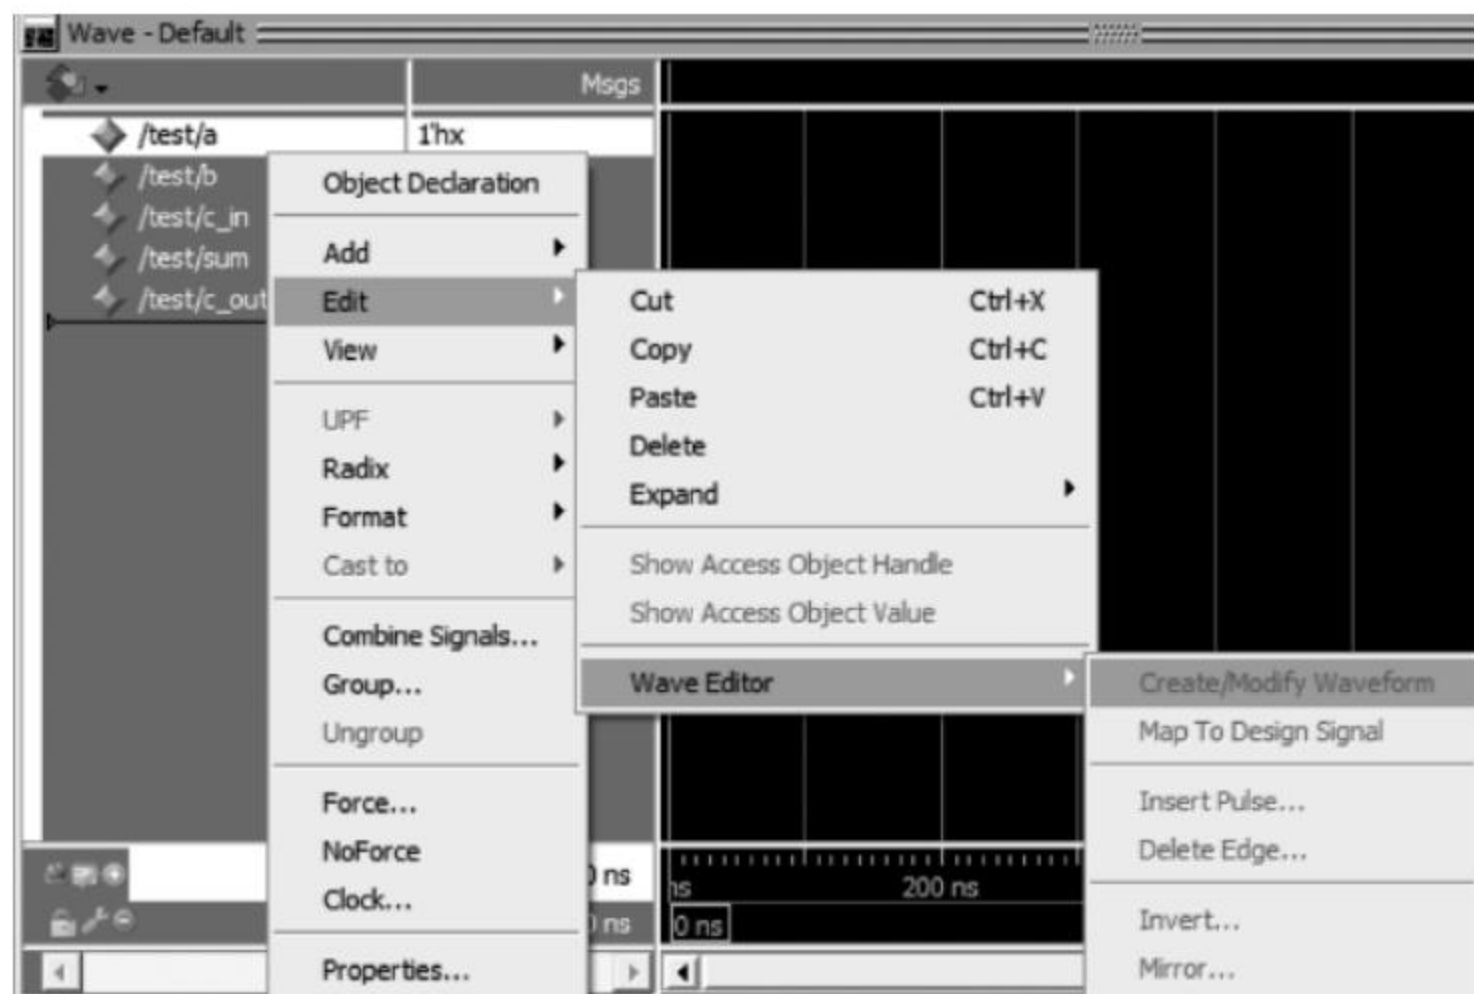 Wave - Default
Msgs
/test/a 1'hx
/test/b
/test/c_in
/test/sum
/test/c_out
Object Declaration
Add
Edit
View
UPF
Radix
Format
Cast to
Combine Signals...
Group...
Ungroup
Force...
NoForce
Clock...
Properties...
Cut Ctrl+X
Copy Ctrl+C
Paste Ctrl+V
Delete
Expand
Show Access Object Handle
Show Access Object Value
Wave Editor
Create/Modify Waveform
Map To Design Signal
Insert Pulse...
Delete Edge...
Invert...
Mirror...
ns
200 ns
ns
0 ns